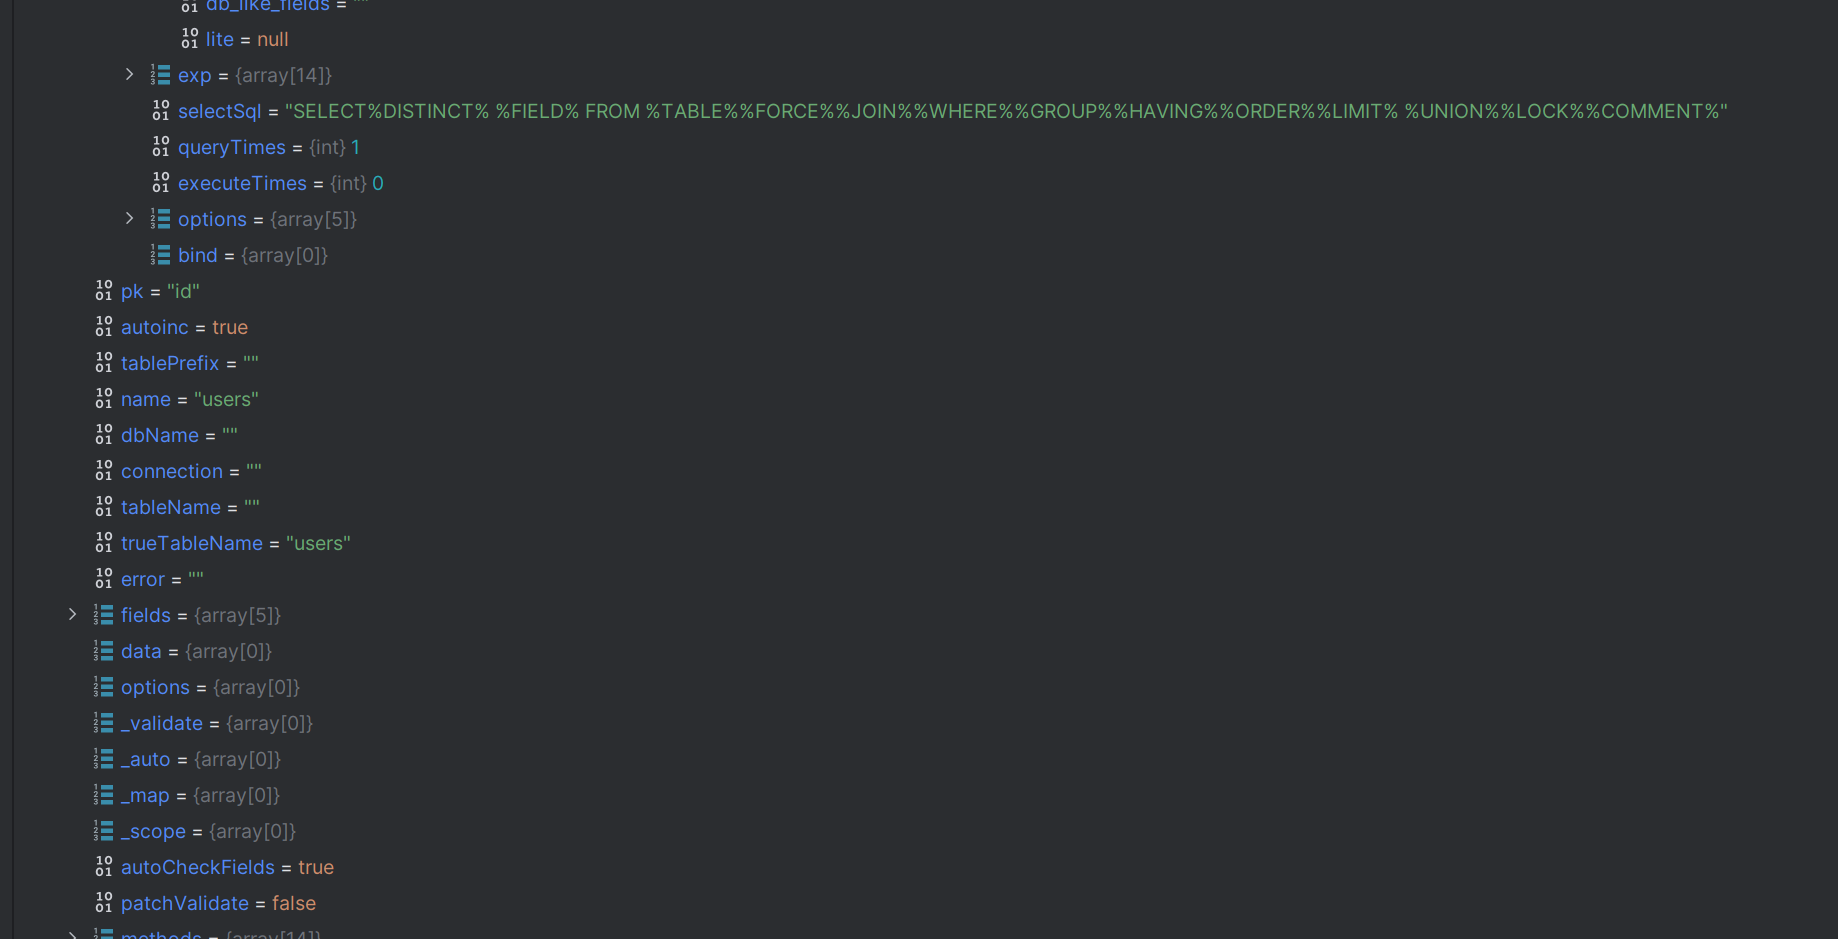 db_like_fields = ""
lite = null
exp = {array[14]}
selectSql = "SELECT%DISTINCT% %FIELD% FROM %TABLE%%FORCE%%JOIN%%WHERE%%GROUP%%HAVING%%ORDER%%LIMIT% %UNION%%LOCK%%COMMENT%"
queryTimes = {int} 1
executeTimes = {int} 0
options = {array[5]}
bind = {array[0]}
pk = "id"
autoinc = true
tablePrefix = ""
name = "users"
dbName = ""
connection = ""
tableName = ""
trueTableName = "users"
error = ""
fields = {array[5]}
data = {array[0]}
options = {array[0]}
_validate = {array[0]}
_auto = {array[0]}
_map = {array[0]}
_scope = {array[0]}
autoCheckFields = true
patchValidate = false
methods = {array[14]}